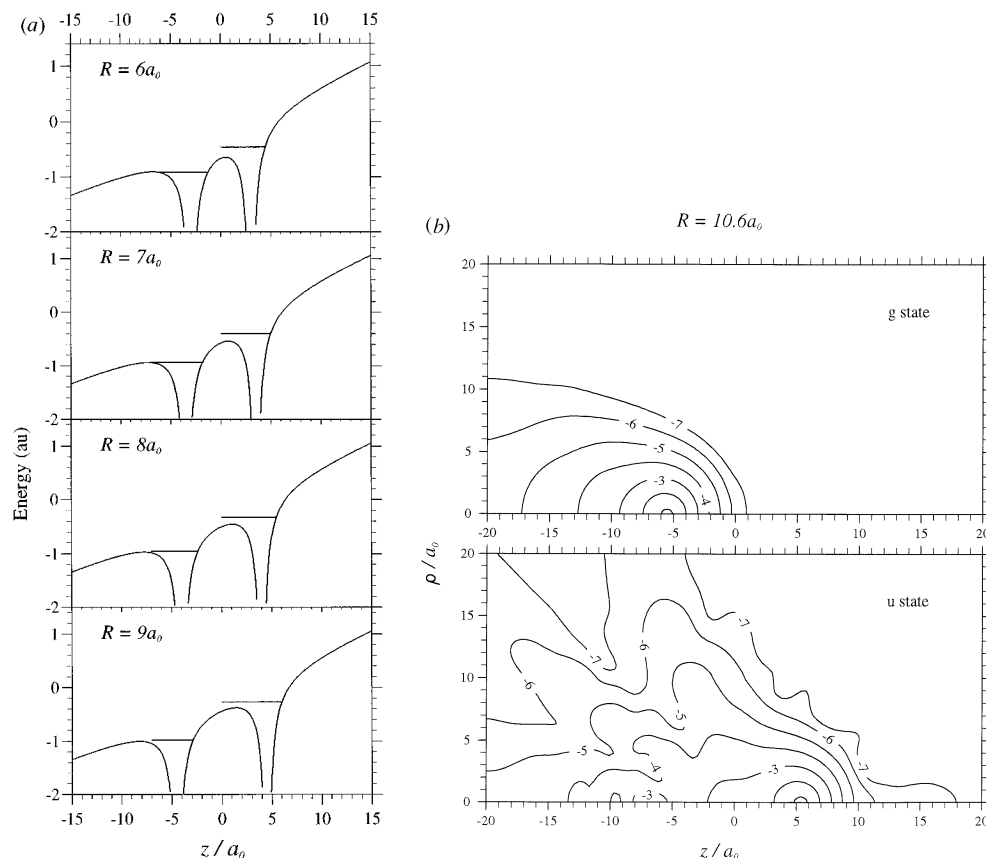 (a)
-15 -10 -5 0 5 10 15
R = 6a₀
1
0
-1
-2
R = 7a₀
1
0
-1
-2
R = 8a₀
1
0
-1
-2
R = 9a₀
1
0
-1
-2
Energy (au)
-15 -10 -5 0 5 10 15
z / a₀
(b)
R = 10.6a₀
g state
20
15
10
5
0
-7
-6
-5
-4
-3
-20 -15 -10 -5 0 5 10 15 20
ρ / a₀
u state
20
15
10
5
0
-7
-7
-6
-6
-5
-6
-5
-4
-7
-3
-3
-20 -15 -10 -5 0 5 10 15 20
z / a₀